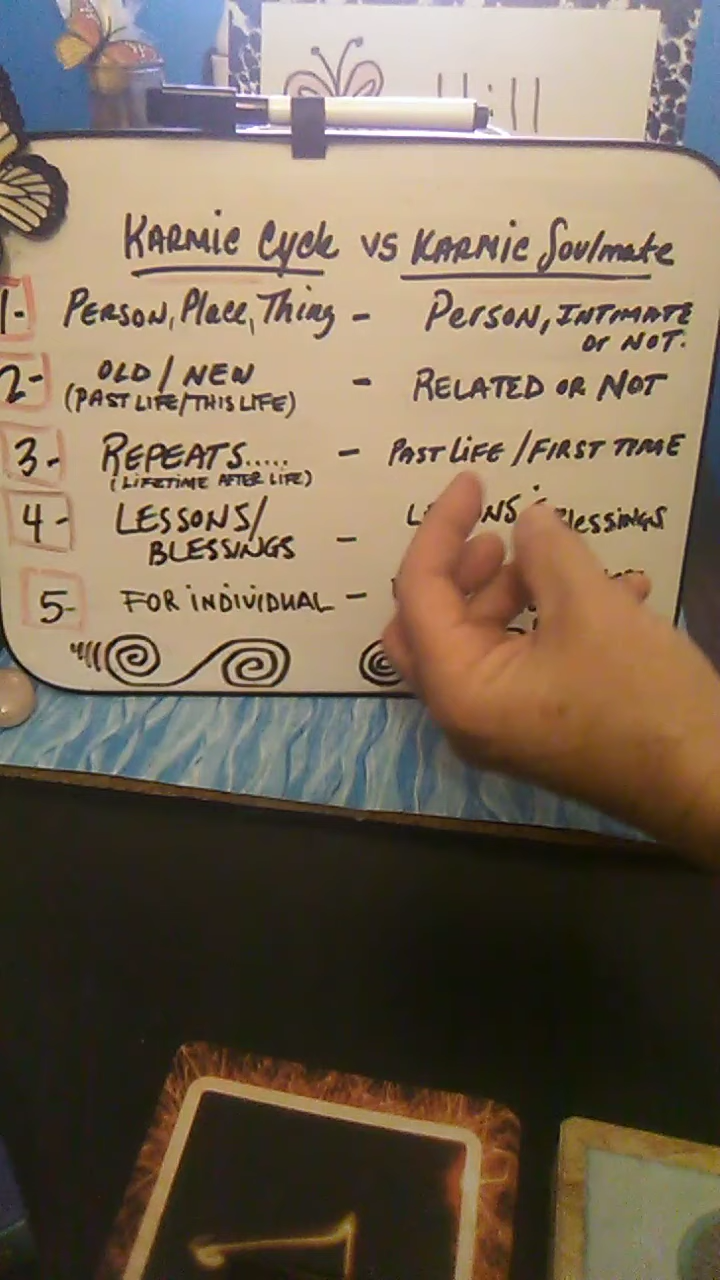 Hill
KARMIC Cycle VS KARMIC Soulmate
1- PERSON, Place, Thing - Person, INTIMATE
or NOT.
2- OLD / NEW - RELATED OR NOT
(PAST LIFE/THIS LIFE)
3- REPEATS..... - PAST LiFE / FIRST TIME
(LIFETIME AFTER LIFE)
4- LESSONS/ - Blessings
BLESSINGS
5- FOR iNDIVIDUAL -